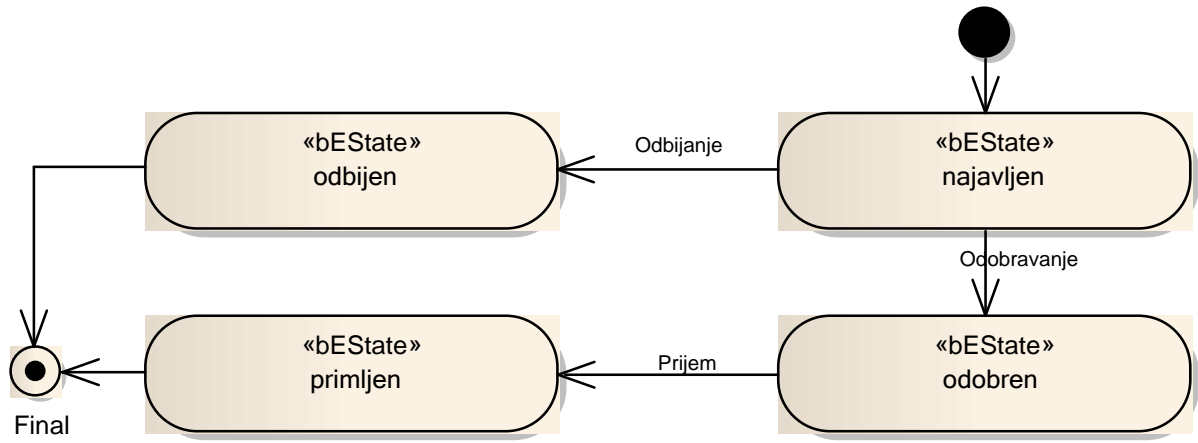 «bEState»
odbijen
Odbijanje
«bEState»
najavljen
Odobravanje
«bEState»
primljen
Prijem
«bEState»
odobren
Final